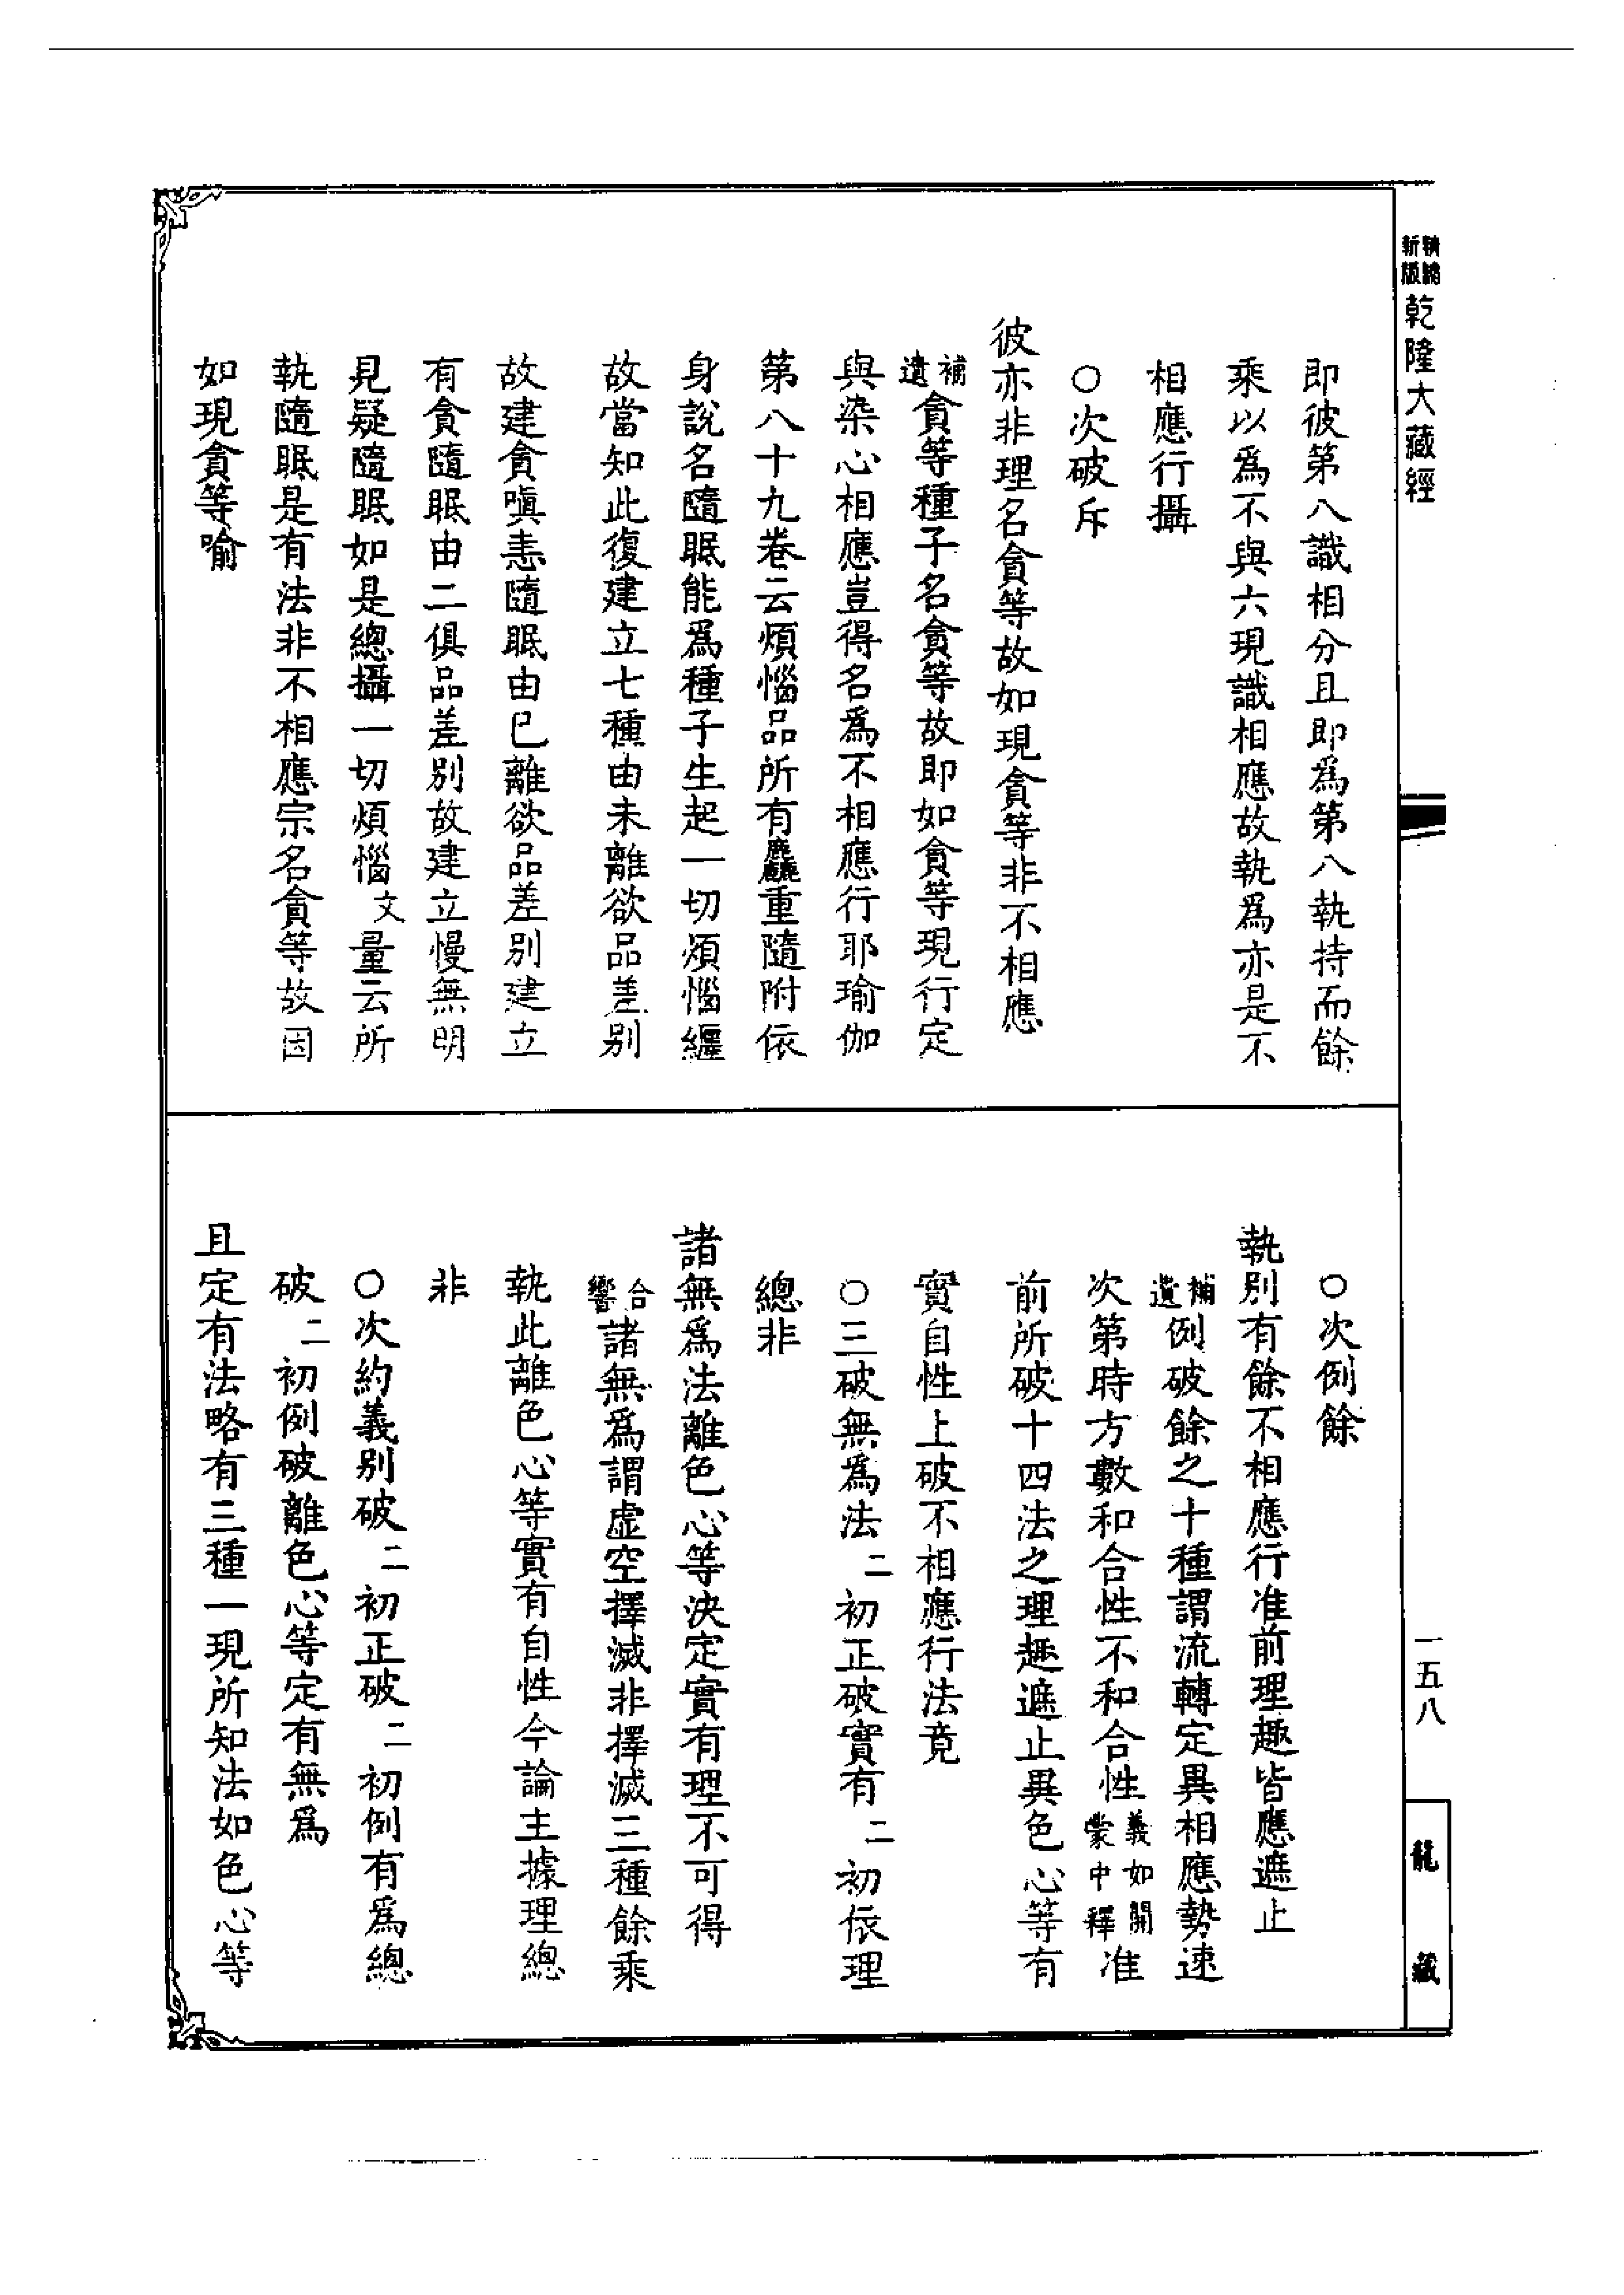 精繡
新版
乾隆大藏經
即彼第八識相分且即爲第八執持而餘
乘以爲不與六現識相應故執爲亦是不
相應行攝
○次破斥
彼亦非理名貪等故如現貪等非不相應
補遺貪等種子名貪等故即如貪等現行定
與染心相應豈得名爲不相應行耶瑜伽
第八十九卷云煩惱品所有麤重隨附依
身說名隨眠能爲種子生起一切煩惱纏
故當知此復建立七種由未離欲品差別
故建貪嗔恚隨眠由已離欲品差別建立
有貪隨眠由二俱品差別故建立慢無明
見疑隨眠如是總攝一切煩惱文量云所
執隨眠是有法非不相應宗名貪等故因
如現貪等喻
○次例餘
執別有餘不相應行准前理趣皆應遮止
補遺例破餘之十種謂流轉定異相應勢速
次第時方數和合性不和合性義如開蒙中釋准
前所破十四法之理趣遮止異色心等有
實自性上破不相應行法竟
○三破無爲法二初正破實有二初依理
總非
諸無爲法離色心等決定實有理不可得
合響諸無爲謂虛空擇滅非擇滅三種餘乘
執此離色心等實有自性今論主據理總
非
○次約義別破二初正破二初例有爲總
破二初例破離色心等定有無爲
且定有法略有三種一現所知法如色心等
一五八
龍藏